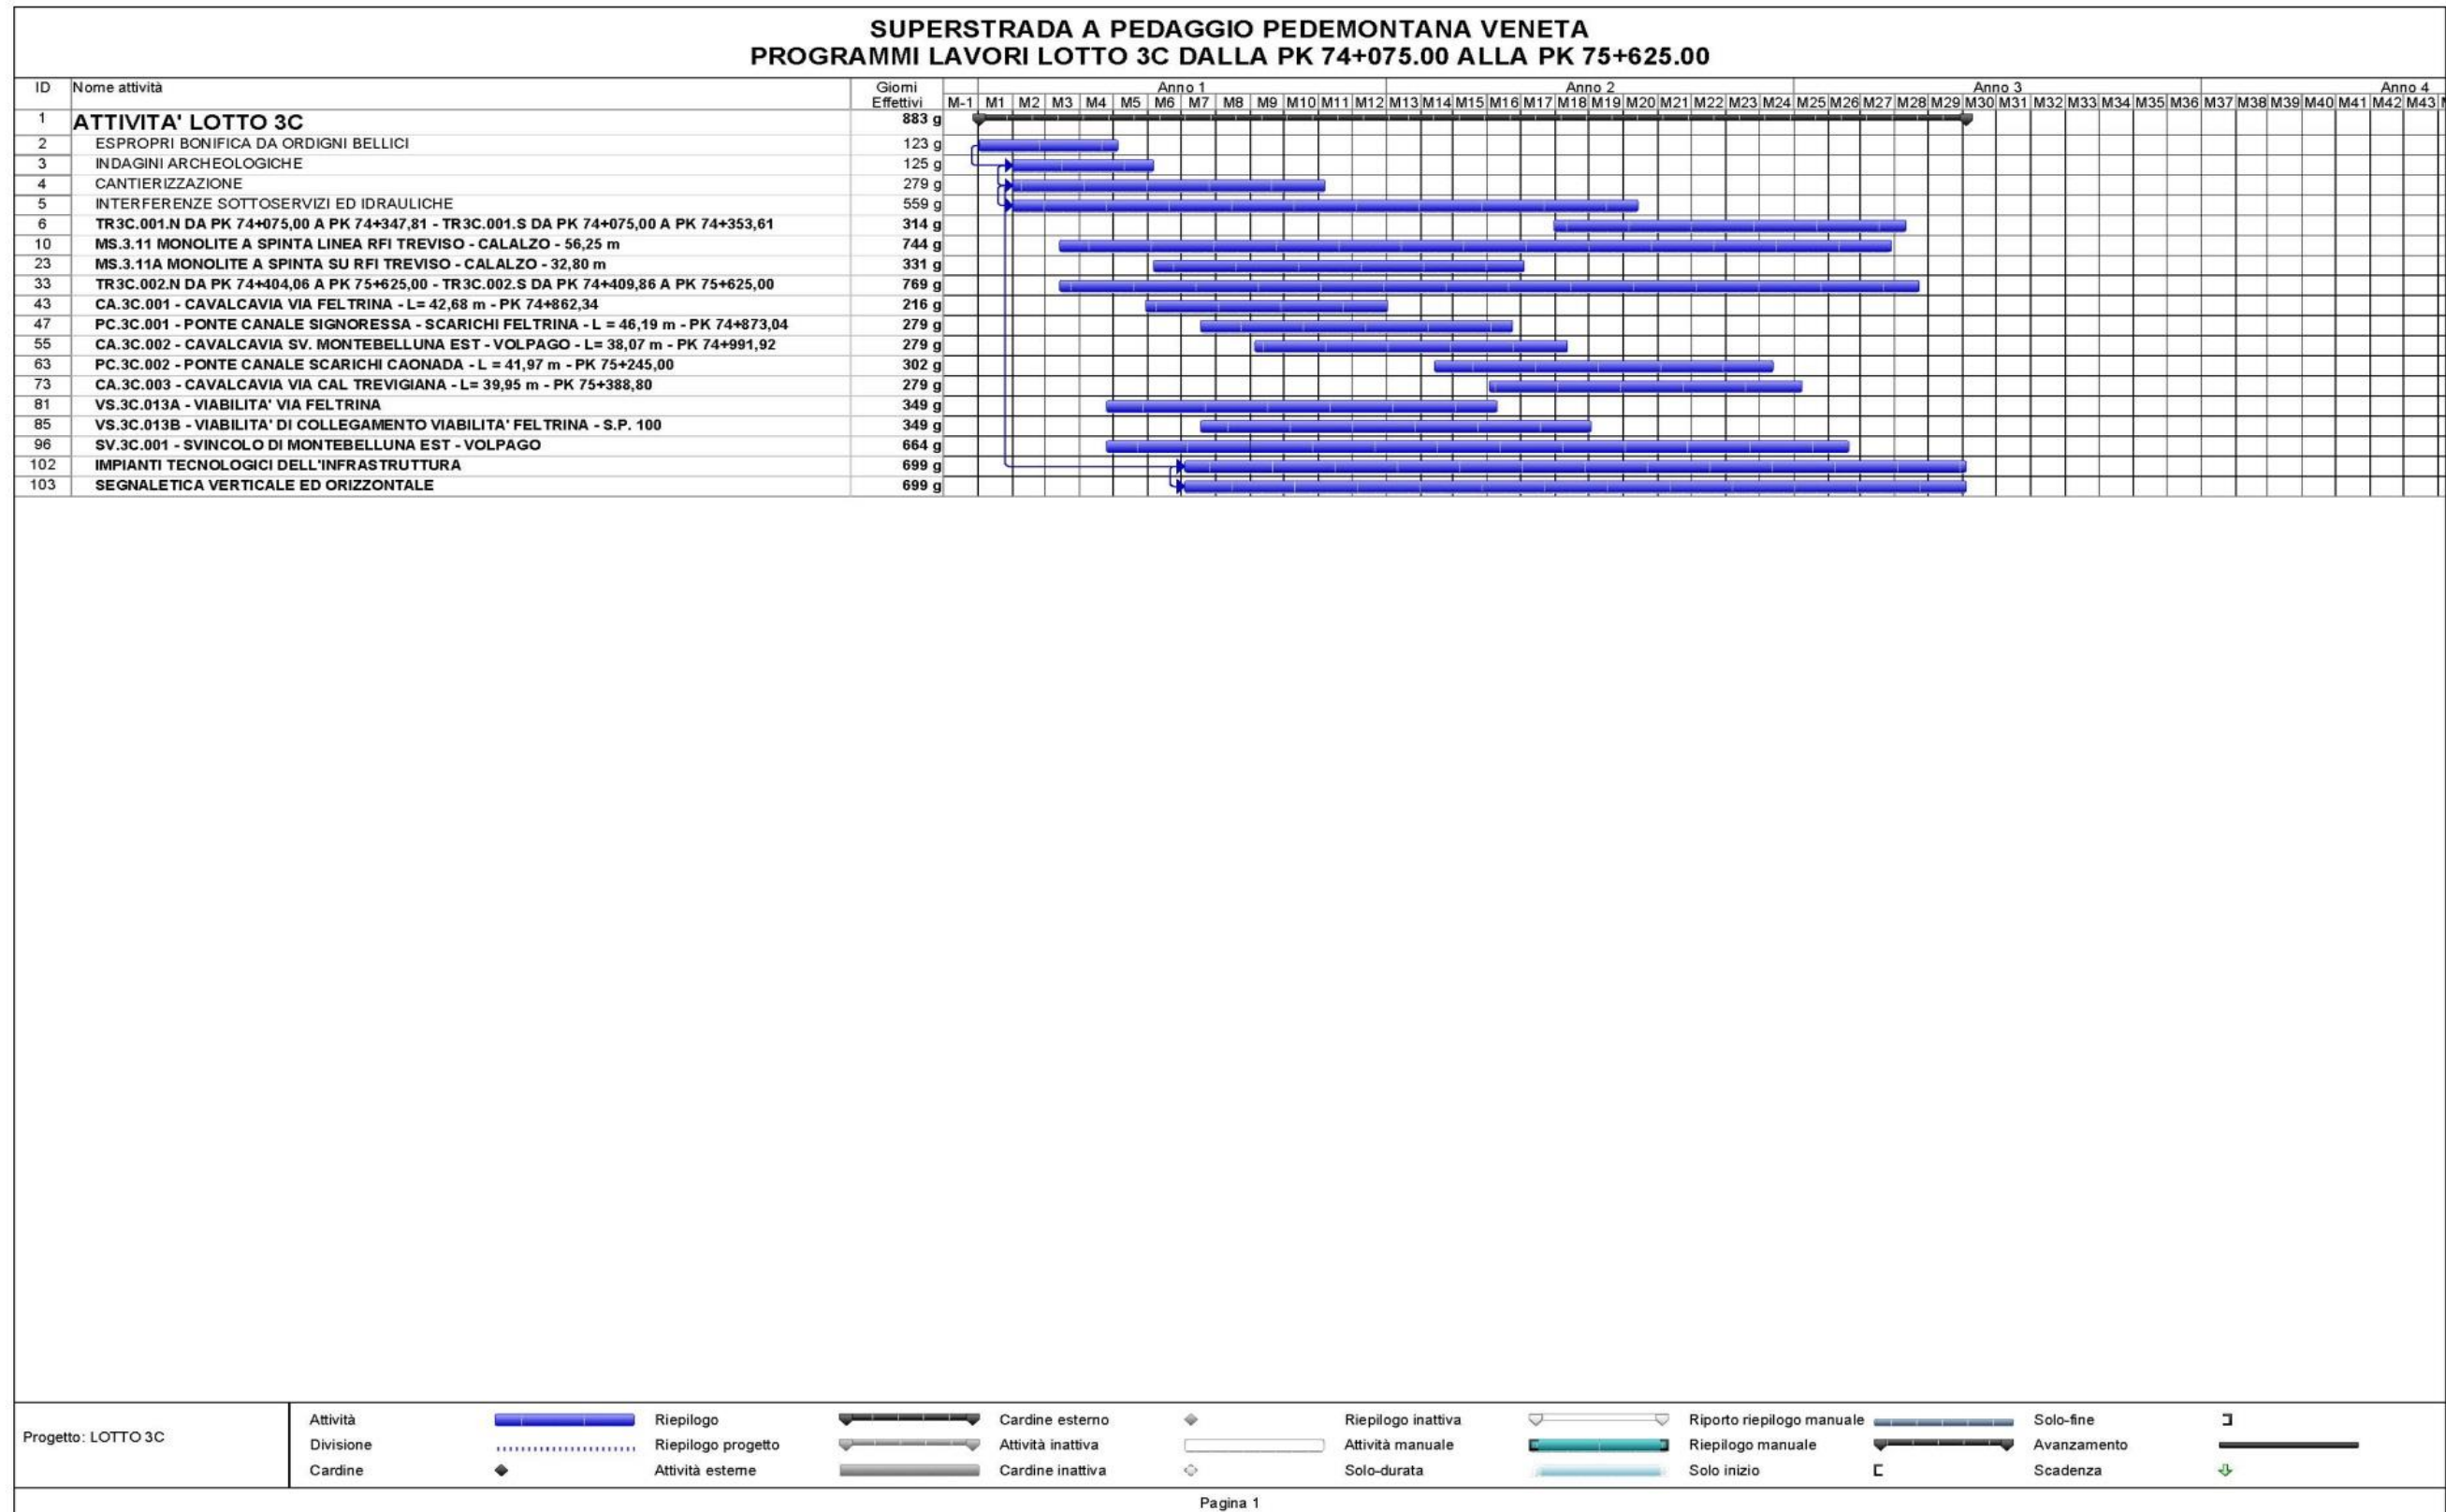 SUPERSTRADA A PEDAGGIO PEDEMONTANA VENETA
PROGRAMMI LAVORI LOTTO 3C DALLA PK 74+075.00 ALLA PK 75+625.00
ID Nome attività Giorni Effettivi Anno 1 Anno 2 Anno 3 Anno 4
M-1 M1 M2 M3 M4 M5 M6 M7 M8 M9 M10 M11 M12 M13 M14 M15 M16 M17 M18 M19 M20 M21 M22 M23 M24 M25 M26 M27 M28 M29 M30 M31 M32 M33 M34 M35 M36 M37 M38 M39 M40 M41 M42 M43
1 ATTIVITA' LOTTO 3C 883 g
2 ESPROPRI BONIFICA DA ORDIGNI BELLICI 123 g
3 INDAGINI ARCHEOLOGICHE 125 g
4 CANTIERIZZAZIONE 279 g
5 INTERFERENZE SOTTOSERVIZI ED IDRAULICHE 559 g
6 TR3C.001.N DA PK 74+075,00 A PK 74+347,81 - TR3C.001.S DA PK 74+075,00 A PK 74+353,61 314 g
10 MS.3.11 MONOLITE A SPINTA LINEA RFI TREVISO - CALALZO - 56,25 m 744 g
23 MS.3.11A MONOLITE A SPINTA SU RFI TREVISO - CALALZO - 32,80 m 331 g
33 TR3C.002.N DA PK 74+404,06 A PK 75+625,00 - TR3C.002.S DA PK 74+409,86 A PK 75+625,00 769 g
43 CA.3C.001 - CAVALCAVIA VIA FELTRINA - L= 42,68 m - PK 74+862,34 216 g
47 PC.3C.001 - PONTE CANALE SIGNORESSA - SCARICHI FELTRINA - L = 46,19 m - PK 74+873,04 279 g
55 CA.3C.002 - CAVALCAVIA SV. MONTEBELLUNA EST - VOLPAGO - L= 38,07 m - PK 74+991,92 279 g
63 PC.3C.002 - PONTE CANALE SCARICHI CAONADA - L = 41,97 m - PK 75+245,00 302 g
73 CA.3C.003 - CAVALCAVIA VIA CAL TREVIGIANA - L= 39,95 m - PK 75+388,80 279 g
81 VS.3C.013A - VIABILITA' VIA FELTRINA 349 g
85 VS.3C.013B - VIABILITA' DI COLLEGAMENTO VIABILITA' FELTRINA - S.P. 100 349 g
96 SV.3C.001 - SVINCOLO DI MONTEBELLUNA EST - VOLPAGO 664 g
102 IMPIANTI TECNOLOGICI DELL'INFRASTRUTTURA 699 g
103 SEGNALETICA VERTICALE ED ORIZZONTALE 699 g
Progetto: LOTTO 3C
Attività Riepilogo Cardine esterno Riepilogo inattiva Riporto riepilogo manuale Solo-fine
Divisione Riepilogo progetto Attività inattiva Attività manuale Riepilogo manuale Avanzamento
Cardine Attività esterne Cardine inattiva Solo-durata Solo inizio Scadenza
Pagina 1